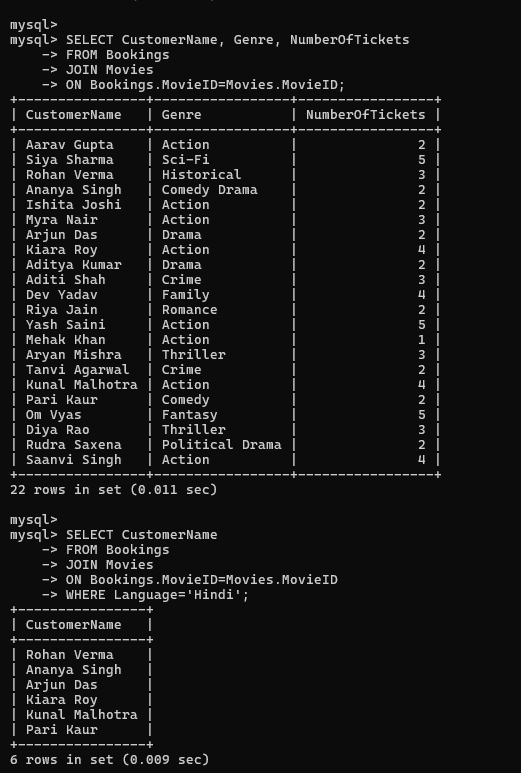 mysql>
mysql> SELECT CustomerName, Genre, NumberOfTickets
    -> FROM Bookings
    -> JOIN Movies
    -> ON Bookings.MovieID=Movies.MovieID;
+----------------+-----------------+-----------------+
| CustomerName   | Genre           | NumberOfTickets |
+----------------+-----------------+-----------------+
| Aarav Gupta    | Action          |               2 |
| Siya Sharma    | Sci-Fi          |               5 |
| Rohan Verma    | Historical      |               3 |
| Ananya Singh   | Comedy Drama    |               2 |
| Ishita Joshi   | Action          |               2 |
| Myra Nair      | Action          |               3 |
| Arjun Das      | Drama           |               2 |
| Kiara Roy      | Action          |               4 |
| Aditya Kumar   | Drama           |               2 |
| Aditi Shah     | Crime           |               3 |
| Dev Yadav      | Family          |               4 |
| Riya Jain      | Romance         |               2 |
| Yash Saini     | Action          |               5 |
| Mehak Khan     | Action          |               1 |
| Aryan Mishra   | Thriller        |               3 |
| Tanvi Agarwal  | Crime           |               2 |
| Kunal Malhotra | Action          |               4 |
| Pari Kaur      | Comedy          |               2 |
| Om Vyas        | Fantasy         |               5 |
| Diya Rao       | Thriller        |               3 |
| Rudra Saxena   | Political Drama |               2 |
| Saanvi Singh   | Action          |               4 |
+----------------+-----------------+-----------------+
22 rows in set (0.011 sec)

mysql>
mysql> SELECT CustomerName
    -> FROM Bookings
    -> JOIN Movies
    -> ON Bookings.MovieID=Movies.MovieID
    -> WHERE Language='Hindi';
+----------------+
| CustomerName   |
+----------------+
| Rohan Verma    |
| Ananya Singh   |
| Arjun Das      |
| Kiara Roy      |
| Kunal Malhotra |
| Pari Kaur      |
+----------------+
6 rows in set (0.009 sec)